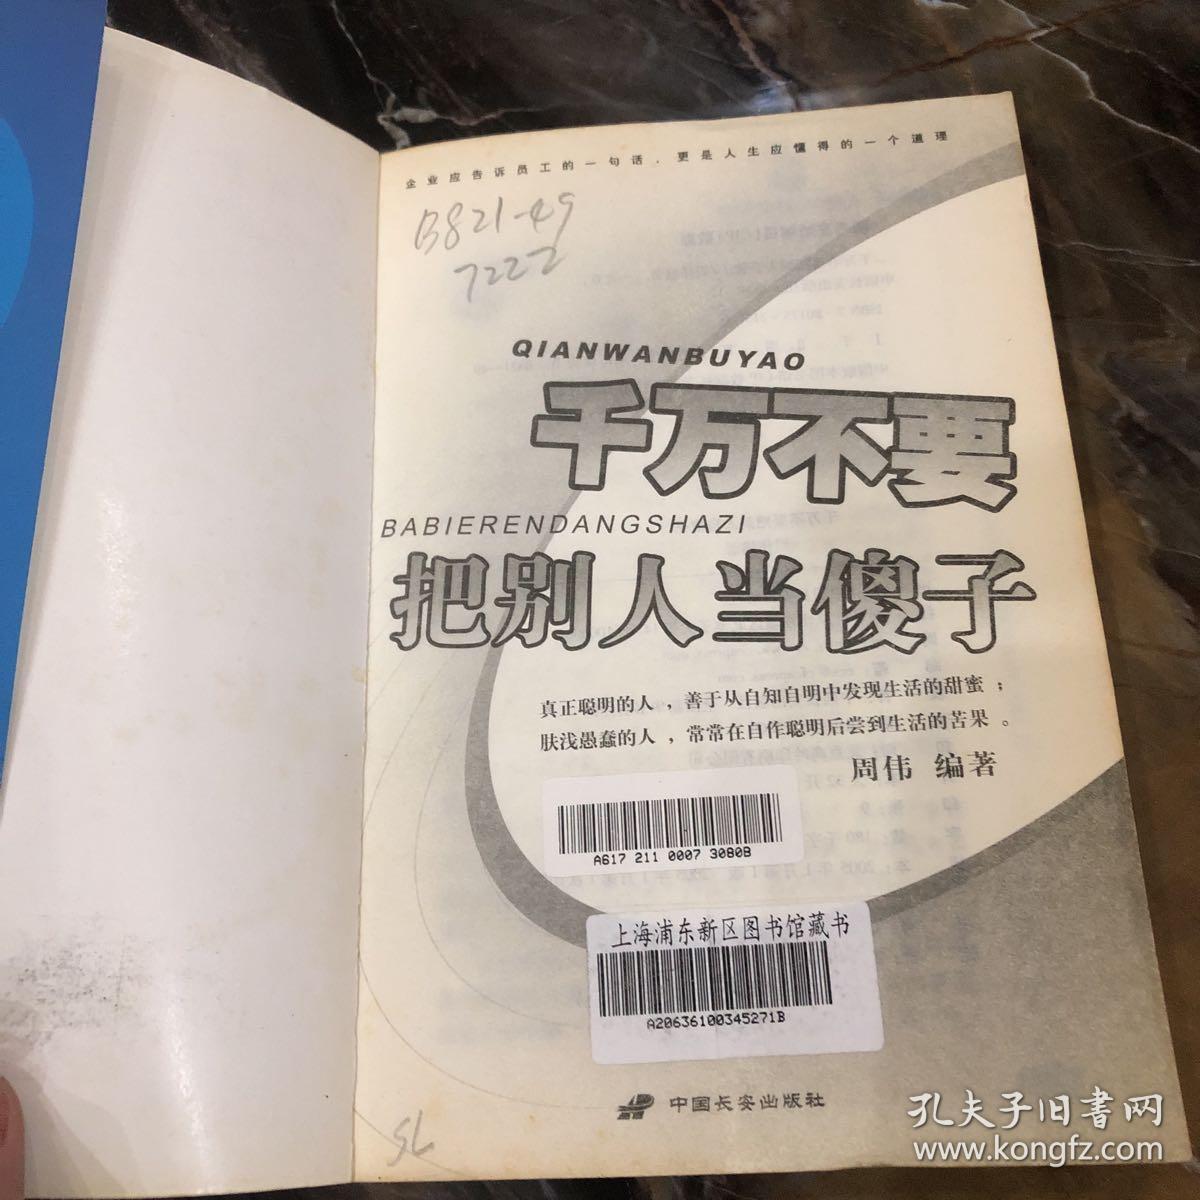 企业应告诉员工的一句话，更是人生应懂得的一个道理
B821-49
7222
QIANWANBUYAO
千万不要
BABIERENDANGSHAZI
把别人当傻子
真正聪明的人，善于从自知自明中发现生活的甜蜜；
肤浅愚蠢的人，常常在自作聪明后尝到生活的苦果。
周伟 编著
A617 211 0007 3080B
上海浦东新区图书馆藏书
A20636100345271B
中国长安出版社
SL
孔夫子旧书网
www.kongfz.com